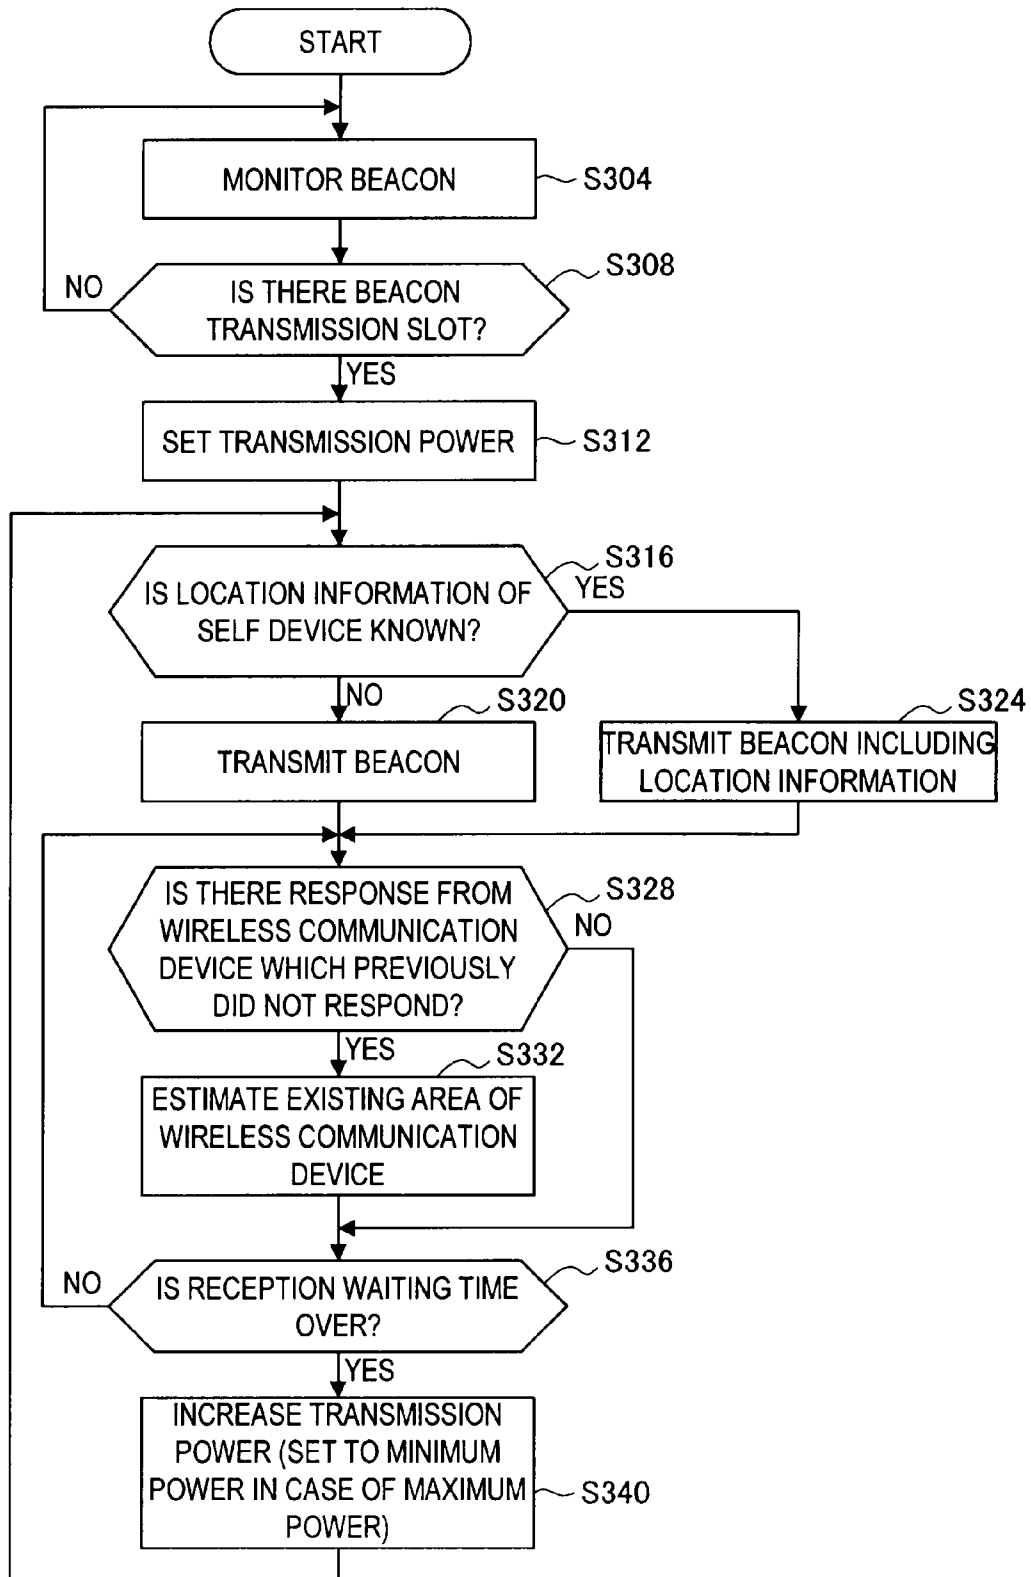 START
MONITOR BEACON
S304
NO
IS THERE BEACON
TRANSMISSION SLOT?
S308
YES
SET TRANSMISSION POWER
S312
IS LOCATION INFORMATION OF
SELF DEVICE KNOWN?
S316
YES
NO
S320
TRANSMIT BEACON
S324
TRANSMIT BEACON INCLUDING
LOCATION INFORMATION
IS THERE RESPONSE FROM
WIRELESS COMMUNICATION
DEVICE WHICH PREVIOUSLY
DID NOT RESPOND?
S328
NO
YES
S332
ESTIMATE EXISTING AREA OF
WIRELESS COMMUNICATION
DEVICE
NO
IS RECEPTION WAITING TIME
OVER?
S336
YES
INCREASE TRANSMISSION
POWER (SET TO MINIMUM
POWER IN CASE OF MAXIMUM
POWER)
S340